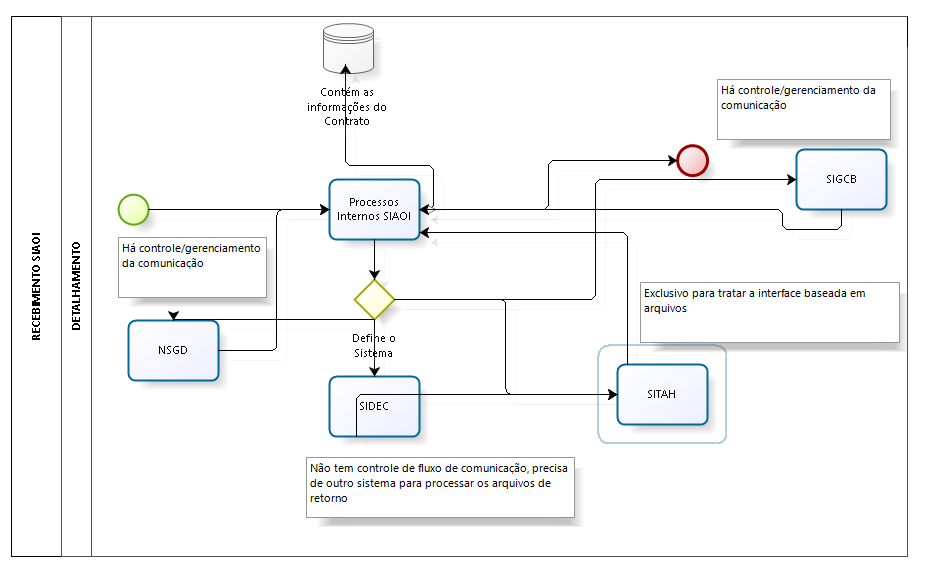 RECEBIMENTO SIAOI
DETALHAMENTO
Contém as
informações do
Contrato
Há controle/gerenciamento da
comunicação
Processos
Internos SIAOI
SIGCB
Há controle/gerenciamento
da comunicação
Exclusivo para tratar a interface baseada em
arquivos
NSGD
Define o
Sistema
SIDEC
SITAH
Não tem controle de fluxo de comunicação, precisa
de outro sistema para processar os arquivos de
retorno